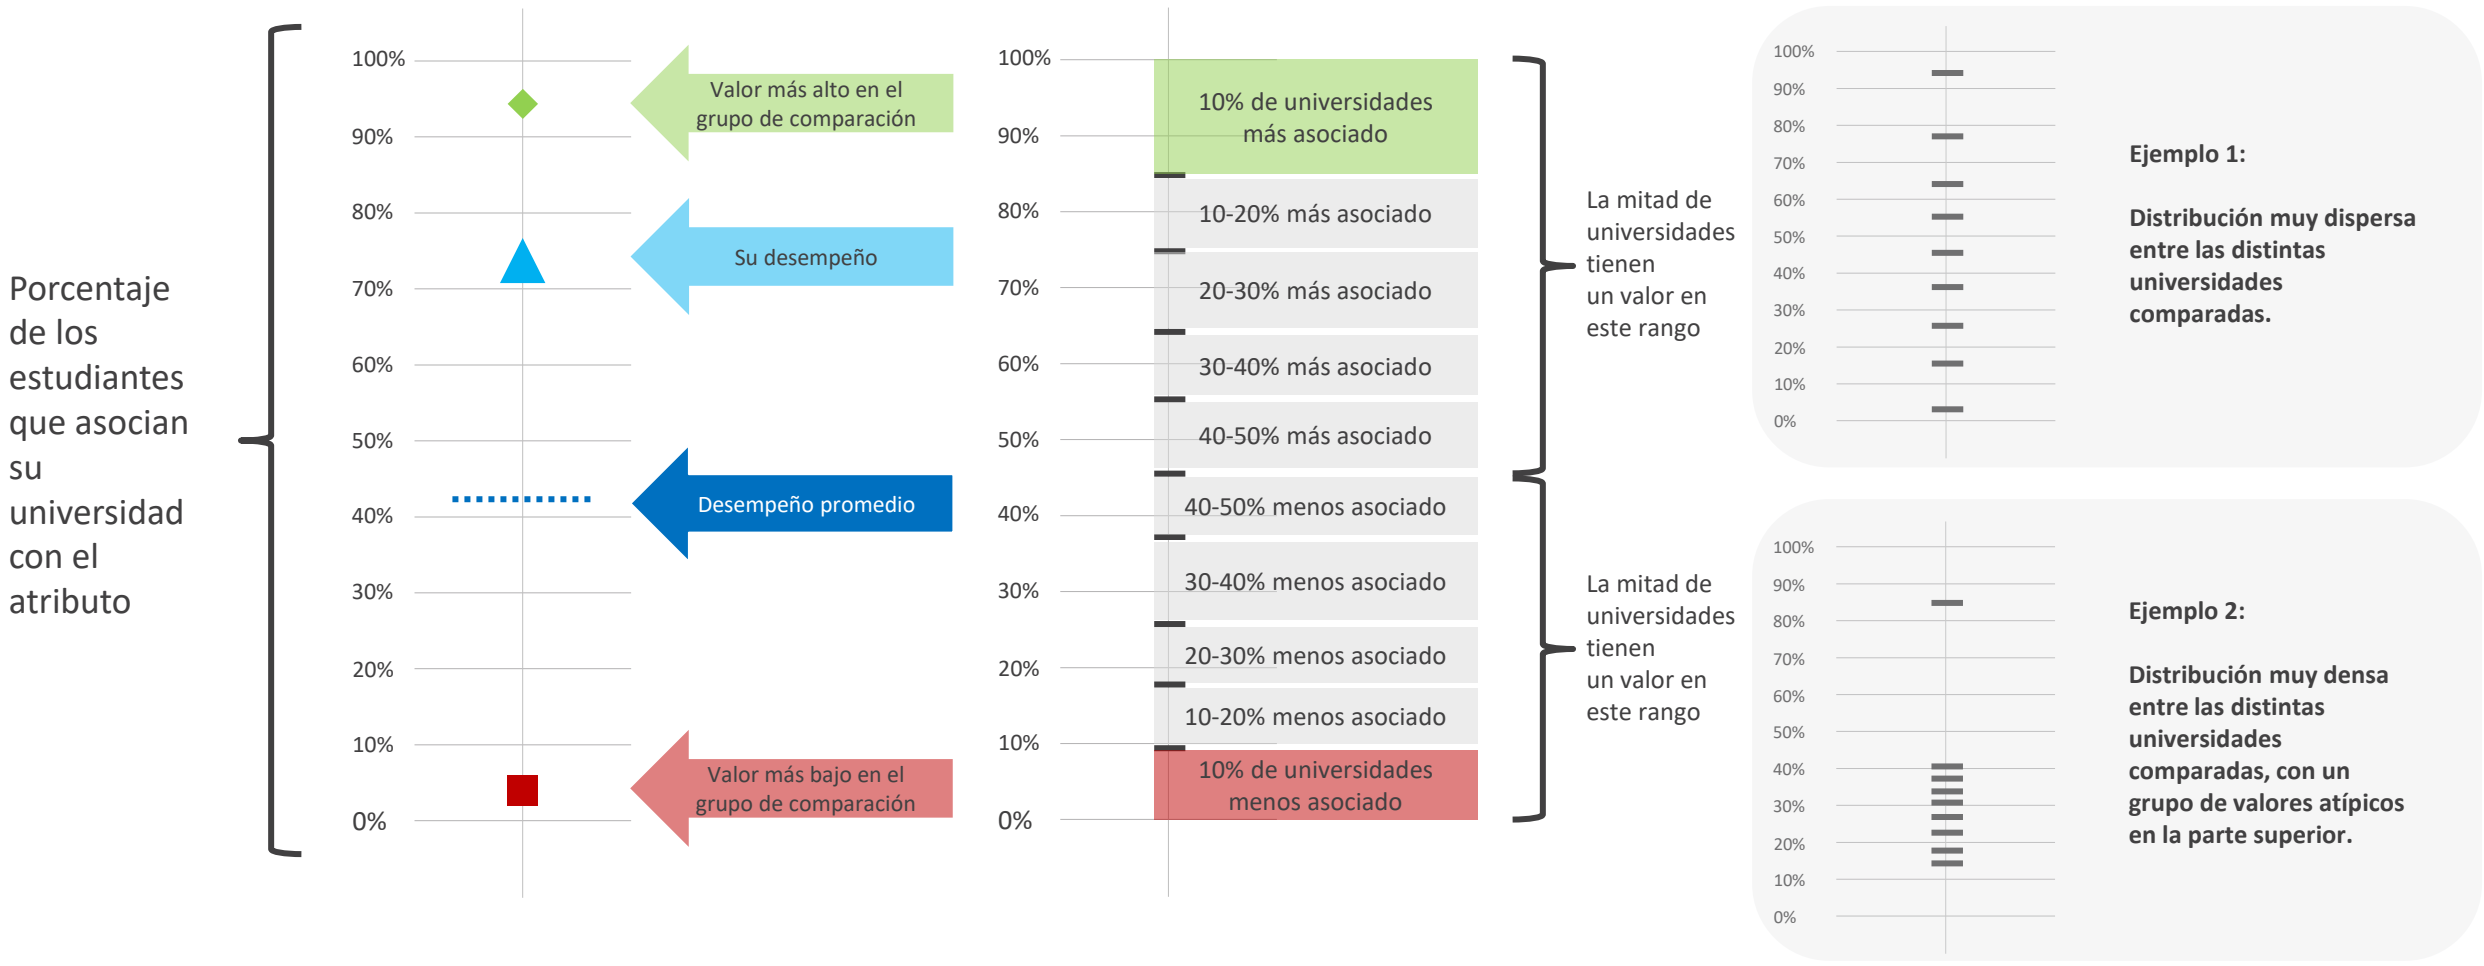 Porcentaje
de los
estudiantes
que asocian
su
universidad
con el
atributo
100%
90%
80%
70%
60%
50%
40%
30%
20%
10%
0%
Valor más alto en el
grupo de comparación
Su desempeño
Desempeño promedio
Valor más bajo en el
grupo de comparación
100%
90%
80%
70%
60%
50%
40%
30%
20%
10%
0%
10% de universidades
más asociado
10-20% más asociado
20-30% más asociado
30-40% más asociado
40-50% más asociado
40-50% menos asociado
30-40% menos asociado
20-30% menos asociado
10-20% menos asociado
10% de universidades
menos asociado
La mitad de
universidades
tienen
un valor en
este rango
La mitad de
universidades
tienen
un valor en
este rango
100%
90%
80%
70%
60%
50%
40%
30%
20%
10%
0%
Ejemplo 1:
Distribución muy dispersa
entre las distintas
universidades
comparadas.
100%
90%
80%
70%
60%
50%
40%
30%
20%
10%
0%
Ejemplo 2:
Distribución muy densa
entre las distintas
universidades
comparadas, con un
grupo de valores atípicos
en la parte superior.